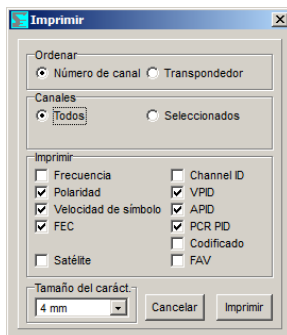 Imprimir
Ordenar
Número de canal Transpondedor
Canales
Todos Seleccionados
Imprimir
Frecuencia Channel ID
Polaridad VPID
Velocidad de símbolo APID
FEC PCR PID
Codificado
Satélite FAV
Tamaño del caráct.
4 mm Cancelar Imprimir